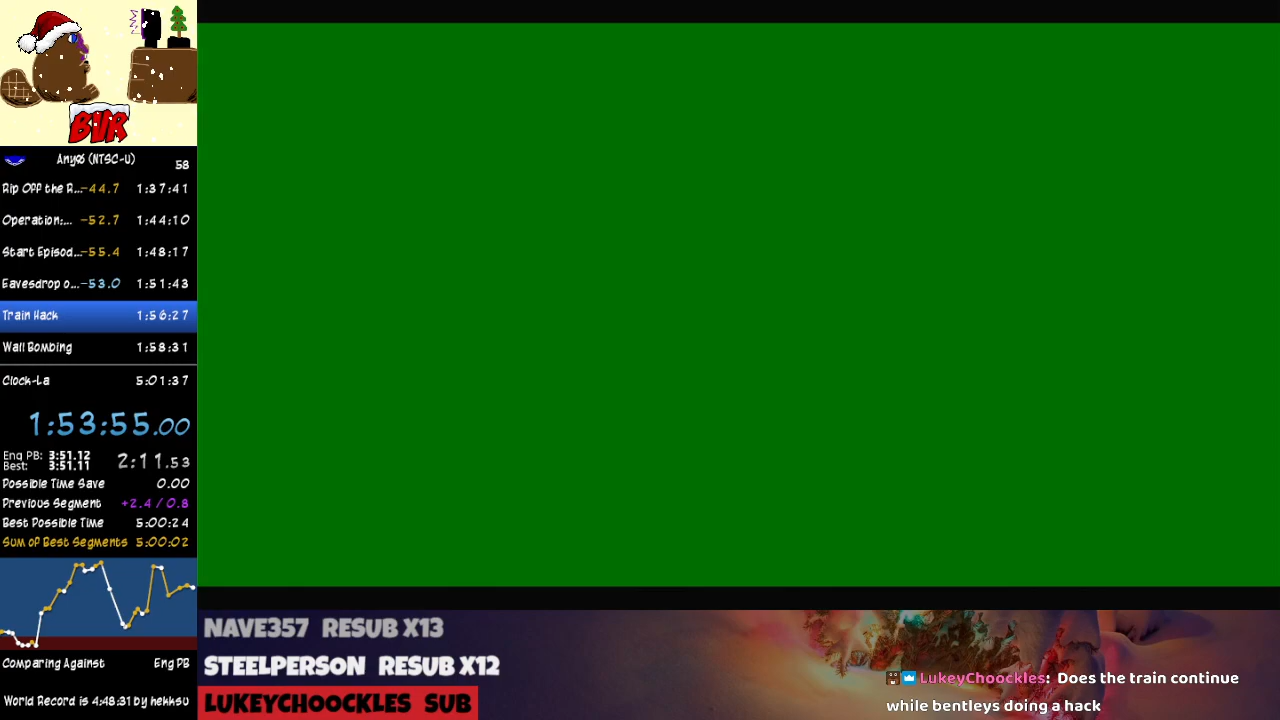 BVR
Any% (NTSC-U) 58
Rip Off the R... -44.7 1:37:41
Operation:... -52.7 1:44:10
Start Episod... -55.4 1:48:17
Eavesdrop o... -53.0 1:51:43
Train Hack 1:56:27
Wall Bombing 1:58:31
Clock-La 5:01:37
1:53:55.00
Eng PB: 3:51.12
Best: 3:51.11 2:11.53
Possible Time Save 0.00
Previous Segment +2.4 / 0.8
Best Possible Time 5:00:24
Sum of Best Segments 5:00:02
Comparing Against Eng PB
World Record is 4:48:31 by hekksu
NAVE357 RESUB X13
STEELPERSON RESUB X12
LUKEYCHOOCKLES SUB
LukeyChoockles: Does the train continue
while bentleys doing a hack